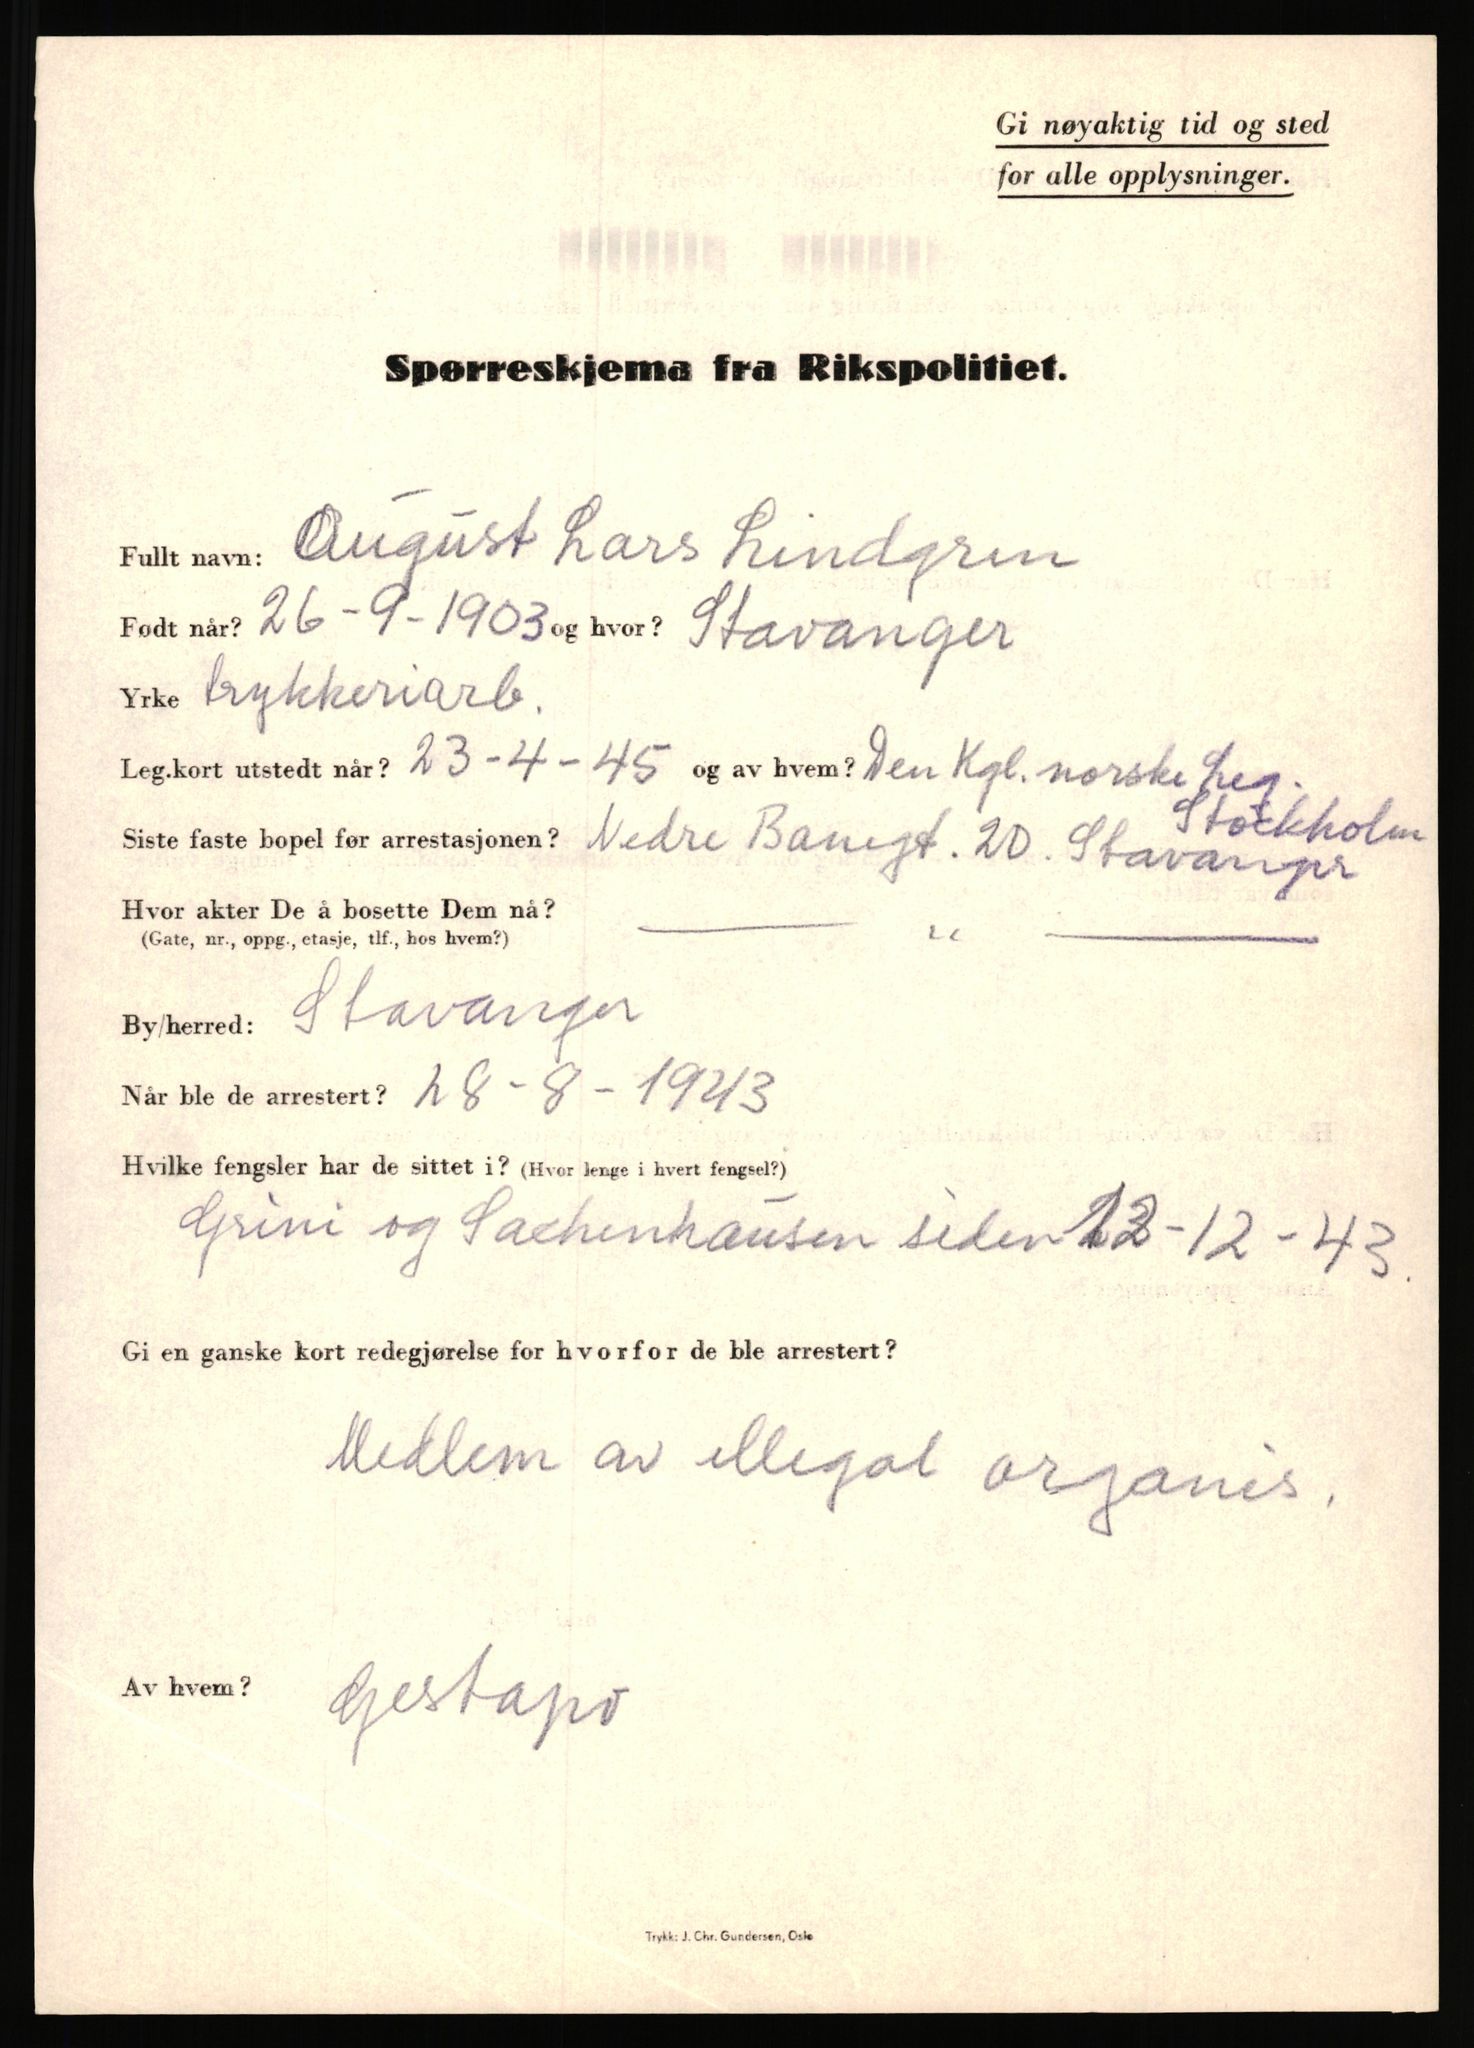 Gi nøyaktig tid og sted
for alle opplysninger.
Spørreskjema fra Rikspolitiet.
Fullt navn: August Lars Lindgren
Født når? 26-9-1903 og hvor? Stavanger
Yrke trykkeriarb.
Leg.kort utstedt når? 23-4-45 og av hvem? Den Kgl. norske Leg.
Stockholm
Siste faste bopel før arrestasjonen? Nedre Banegt. 20. Stavanger
Hvor akter De å bosette Dem nå? — " —
(Gate, nr., oppg., etasje, tlf., hos hvem?)
By/herred: Stavanger
Når ble de arrestert? 28-8-1943
Hvilke fengsler har de sittet i? (Hvor lenge i hvert fengsel?)
Grini og Sachenhausen siden -12-43.
Gi en ganske kort redegjørelse for hvorfor de ble arrestert?
Medlem av illegal organis.
Av hvem? Gestapo
Trykk: J. Chr. Gundersen, Oslo